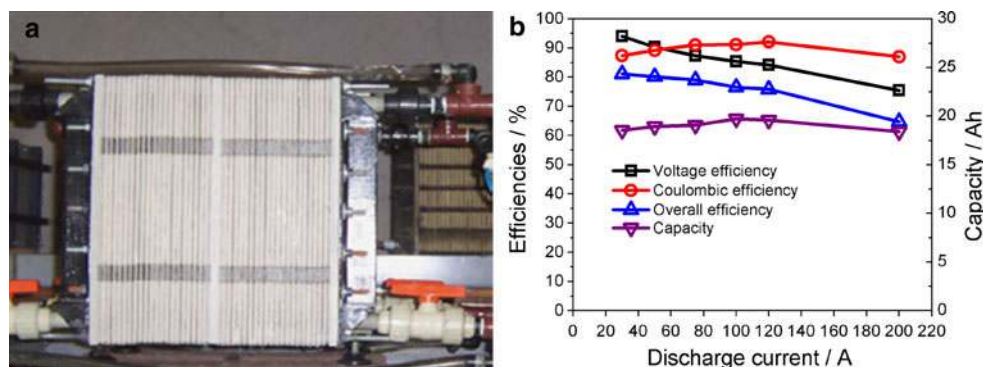 a
b
100
90
80
70
60
50
40
30
20
10
0
Efficiencies / %
30
25
20
15
10
5
0
Capacity / Ah
Voltage efficiency
Coulombic efficiency
Overall efficiency
Capacity
0 20 40 60 80 100 120 140 160 180 200 220
Discharge current / A